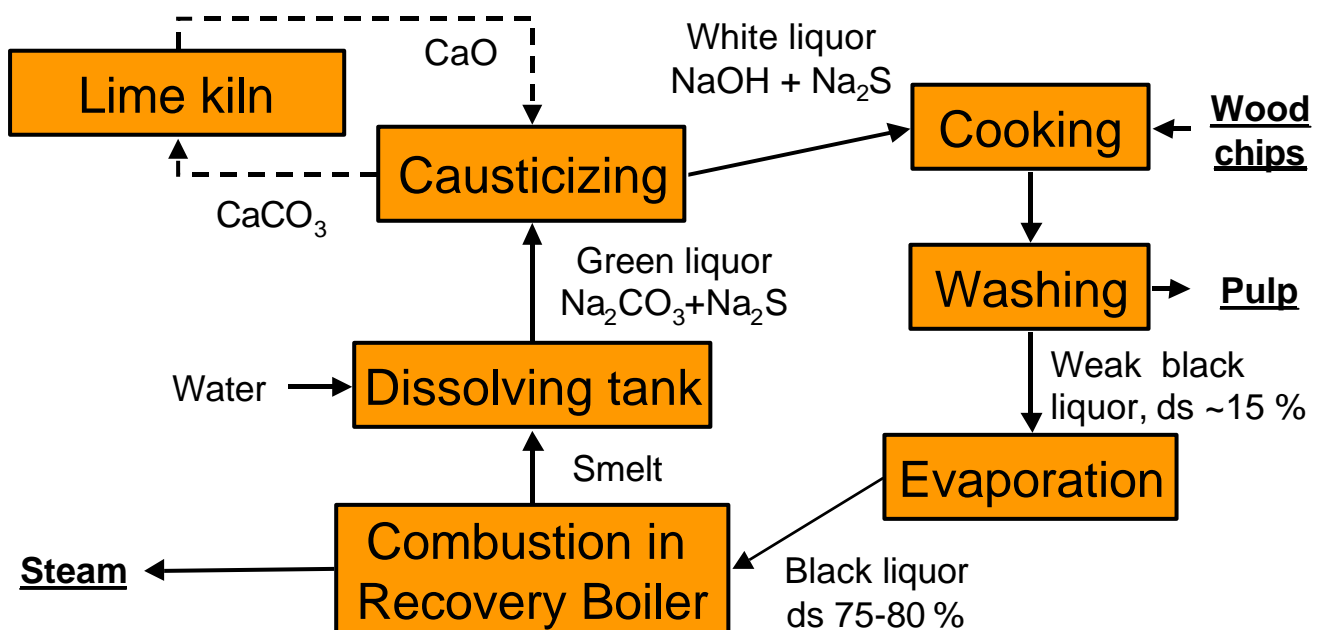 White liquor
NaOH + Na₂S
CaO
Lime kiln
Cooking
Wood
chips
Causticizing
CaCO₃
Green liquor
Na₂CO₃+Na₂S
Washing
Pulp
Water
Dissolving tank
Weak black
liquor, ds ~15 %
Smelt
Evaporation
Combustion in
Recovery Boiler
Steam
Black liquor
ds 75-80 %